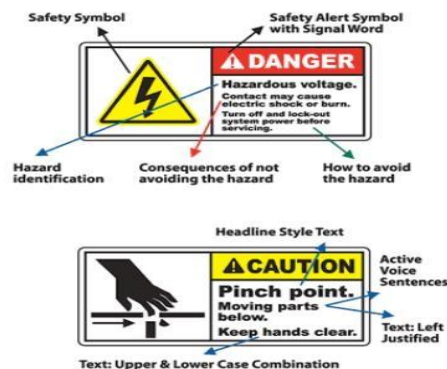 Safety Symbol
Safety Alert Symbol
with Signal Word
DANGER
Hazardous voltage.
Contact may cause
electric shock or burn.
Turn off and lock-out
system power before
servicing.
Hazard
identification
Consequences of not
avoiding the hazard
How to avoid
the hazard
Headline Style Text
CAUTION
Pinch point.
Moving parts
below.
Keep hands clear.
Active
Voice
Sentences
Text: Left
Justified
Text: Upper & Lower Case Combination